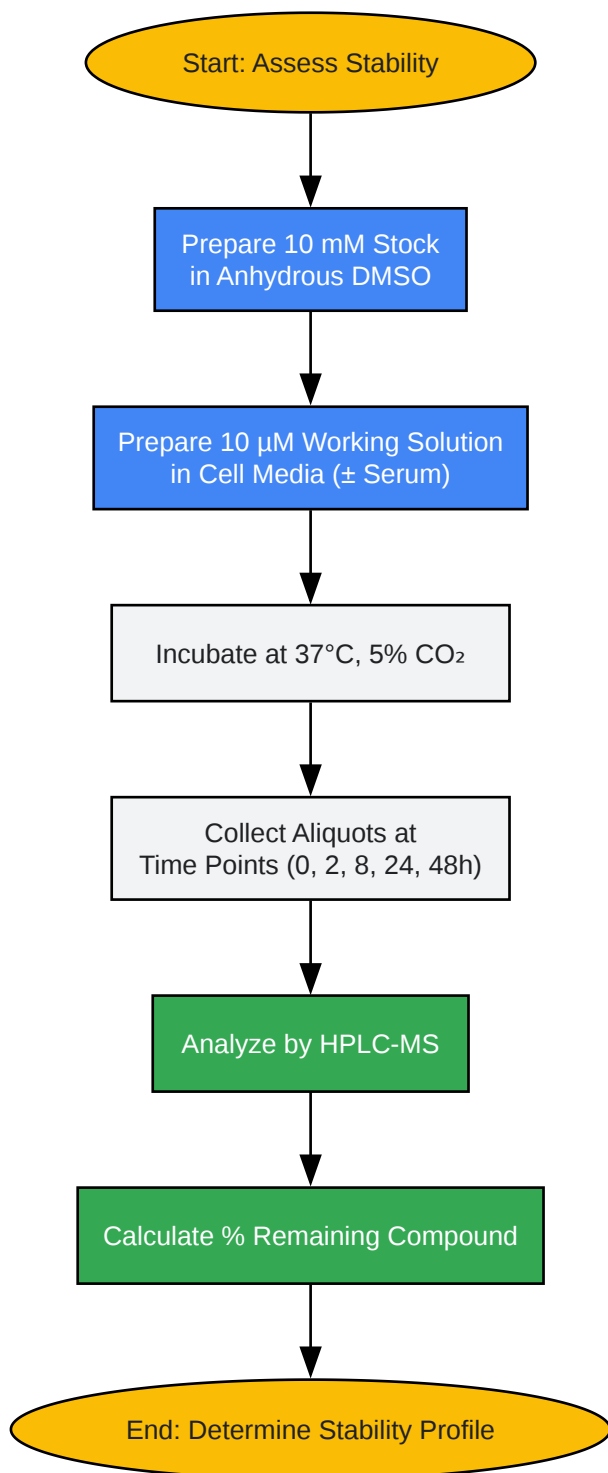 Start: Assess Stability
Prepare 10 mM Stock
in Anhydrous DMSO
Prepare 10 µM Working Solution
in Cell Media (± Serum)
Incubate at 37°C, 5% CO₂
Collect Aliquots at
Time Points (0, 2, 8, 24, 48h)
Analyze by HPLC-MS
Calculate % Remaining Compound
End: Determine Stability Profile